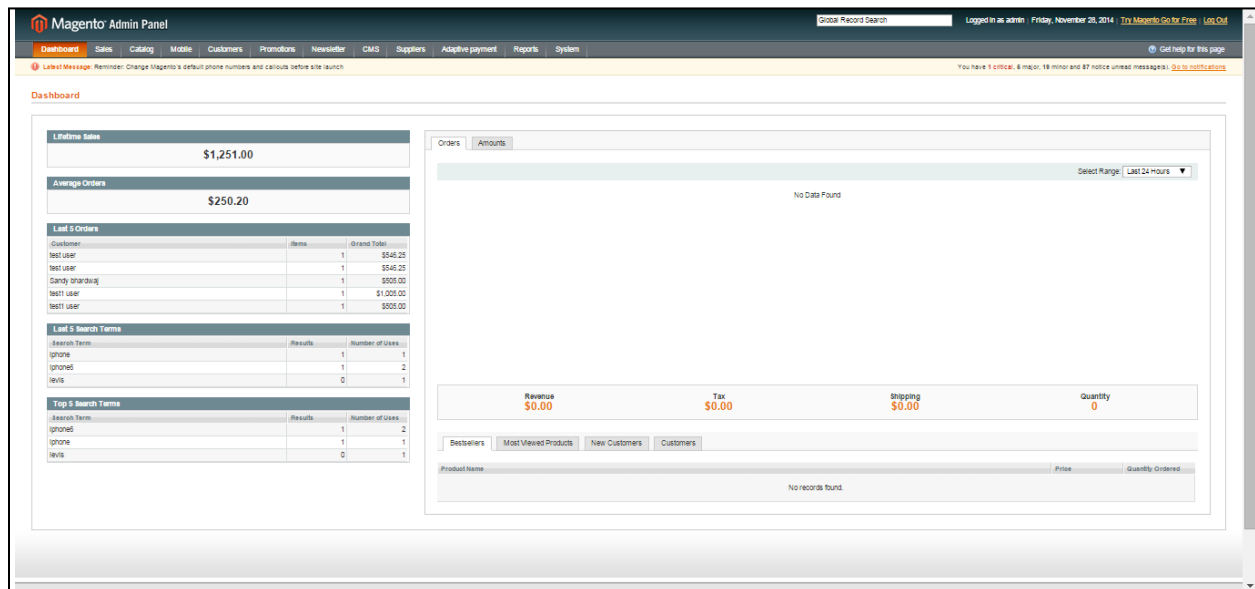 Magento Admin Panel
Global Record Search
Logged in as admin | Friday, November 28, 2014 | Try Magento Go for Free | Log Out
Dashboard Sales Catalog Mobile Customers Promotions Newsletter CMS Suppliers Adaptive payment Reports System
Get help for this page
Latest Message: Reminder: Change Magento's default phone numbers and callouts before site launch
You have 1 critical, 5 major, 19 minor and 87 notice unread message(s). Go to notifications
Dashboard
Lifetime Sales
$1,251.00
Average Orders
$250.20
Last 5 Orders
Customer Items Grand Total
test user 1 $546.25
test user 1 $546.25
Sandy bhardwaj 1 $505.00
test1 user 1 $1,005.00
test1 user 1 $505.00
Last 5 Search Terms
Search Term Results Number of Uses
iphone 1 1
iphone6 1 2
levis 0 1
Top 5 Search Terms
Search Term Results Number of Uses
iphone6 1 2
iphone 1 1
levis 0 1
Orders Amounts
Select Range: Last 24 Hours
No Data Found
Revenue Tax Shipping Quantity
$0.00 $0.00 $0.00 0
Bestsellers Most Viewed Products New Customers Customers
Product Name Price Quantity Ordered
No records found.